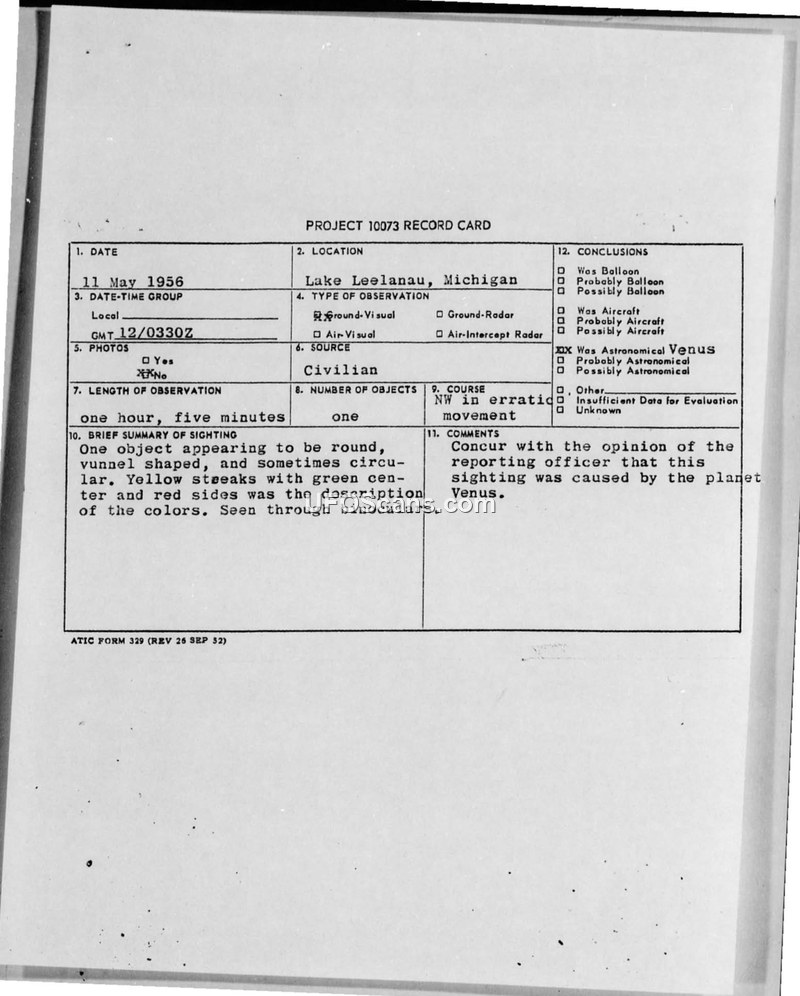 PROJECT 10073 RECORD CARD
1. DATE
11 May 1956
2. LOCATION
Lake Leelanau, Michigan
12. CONCLUSIONS
Was Balloon
Probably Balloon
Possibly Balloon
Was Aircraft
Probably Aircraft
Possibly Aircraft
XXX Was Astronomical Venus
Probably Astronomical
Possibly Astronomical
Other
Insufficient Data for Evaluation
Unknown
3. DATE-TIME GROUP
Local
GMT 12/0330Z
4. TYPE OF OBSERVATION
Ground-Visual
Ground-Radar
Air-Visual
Air-Intercept Radar
5. PHOTOS
Yes
XX No
6. SOURCE
Civilian
7. LENGTH OF OBSERVATION
one hour, five minutes
8. NUMBER OF OBJECTS
one
9. COURSE
NW in erratic
movement
10. BRIEF SUMMARY OF SIGHTING
One object appearing to be round,
vunnel shaped, and sometimes circu-
lar. Yellow steeaks with green cen-
ter and red sides was the description
of the colors. Seen through
11. COMMENTS
Concur with the opinion of the
reporting officer that this
sighting was caused by the planet
Venus.
UFOScans.com
ATIC FORM 329 (REV 26 SEP 52)